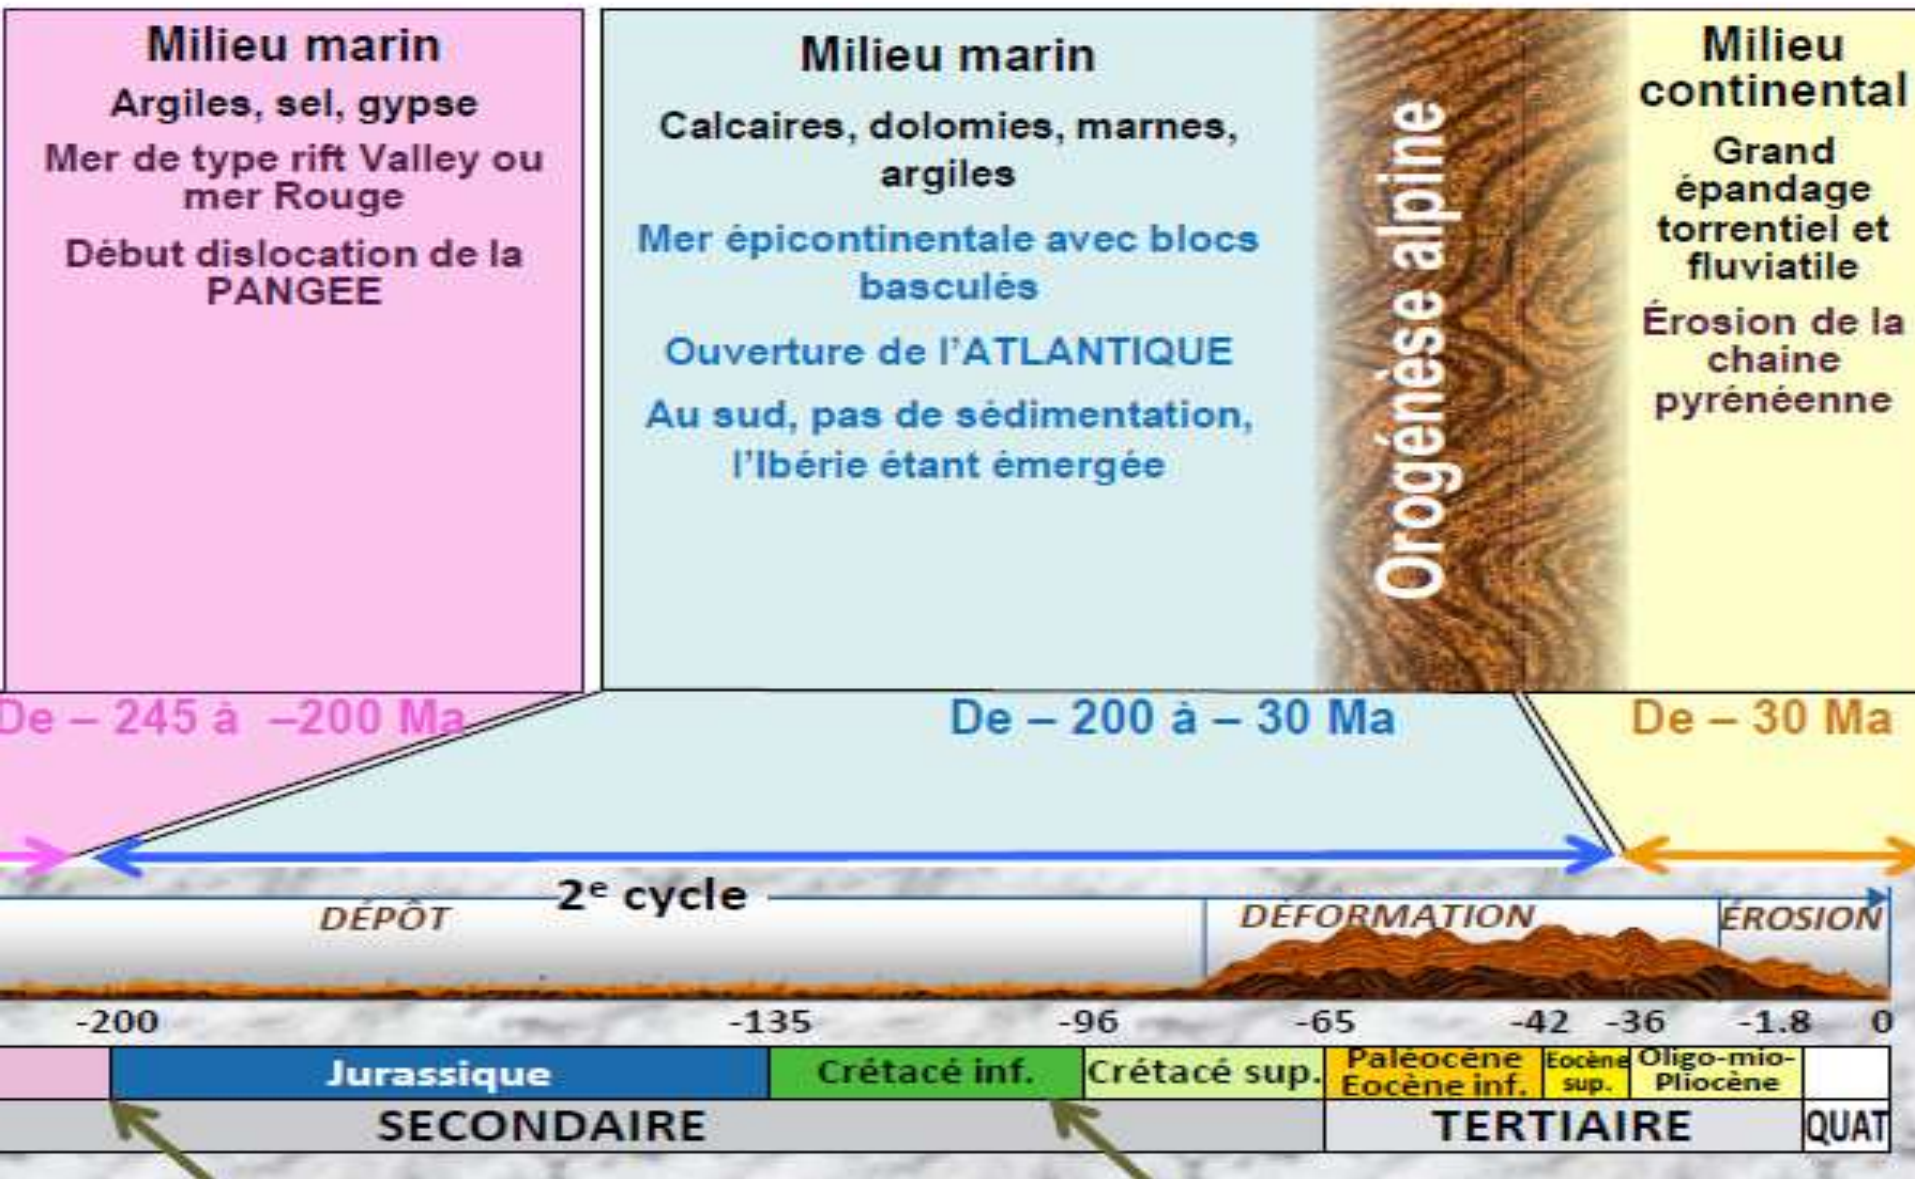 Milieu marin
Argiles, sel, gypse
Mer de type rift Valley ou
mer Rouge
Début dislocation de la
PANGEE
Milieu marin
Calcaires, dolomies, marnes,
argiles
Mer épicontinentale avec blocs
basculés
Ouverture de l'ATLANTIQUE
Au sud, pas de sédimentation,
l'Ibérie étant émergée
Orogénèse alpine
Milieu
continental
Grand
épandage
torrentiel et
fluviatile
Érosion de la
chaine
pyrénéenne
De – 245 à –200 Ma
De – 200 à – 30 Ma
De – 30 Ma
2e cycle
DÉPÔT
DÉFORMATION
ÉROSION
-200 -135 -96 -65 -42 -36 -1.8 0
Jurassique
Crétacé inf.
Crétacé sup.
Paléocène
Eocène inf.
Eocène
sup.
Oligo-mio-
Pliocène
SECONDAIRE
TERTIAIRE
QUAT